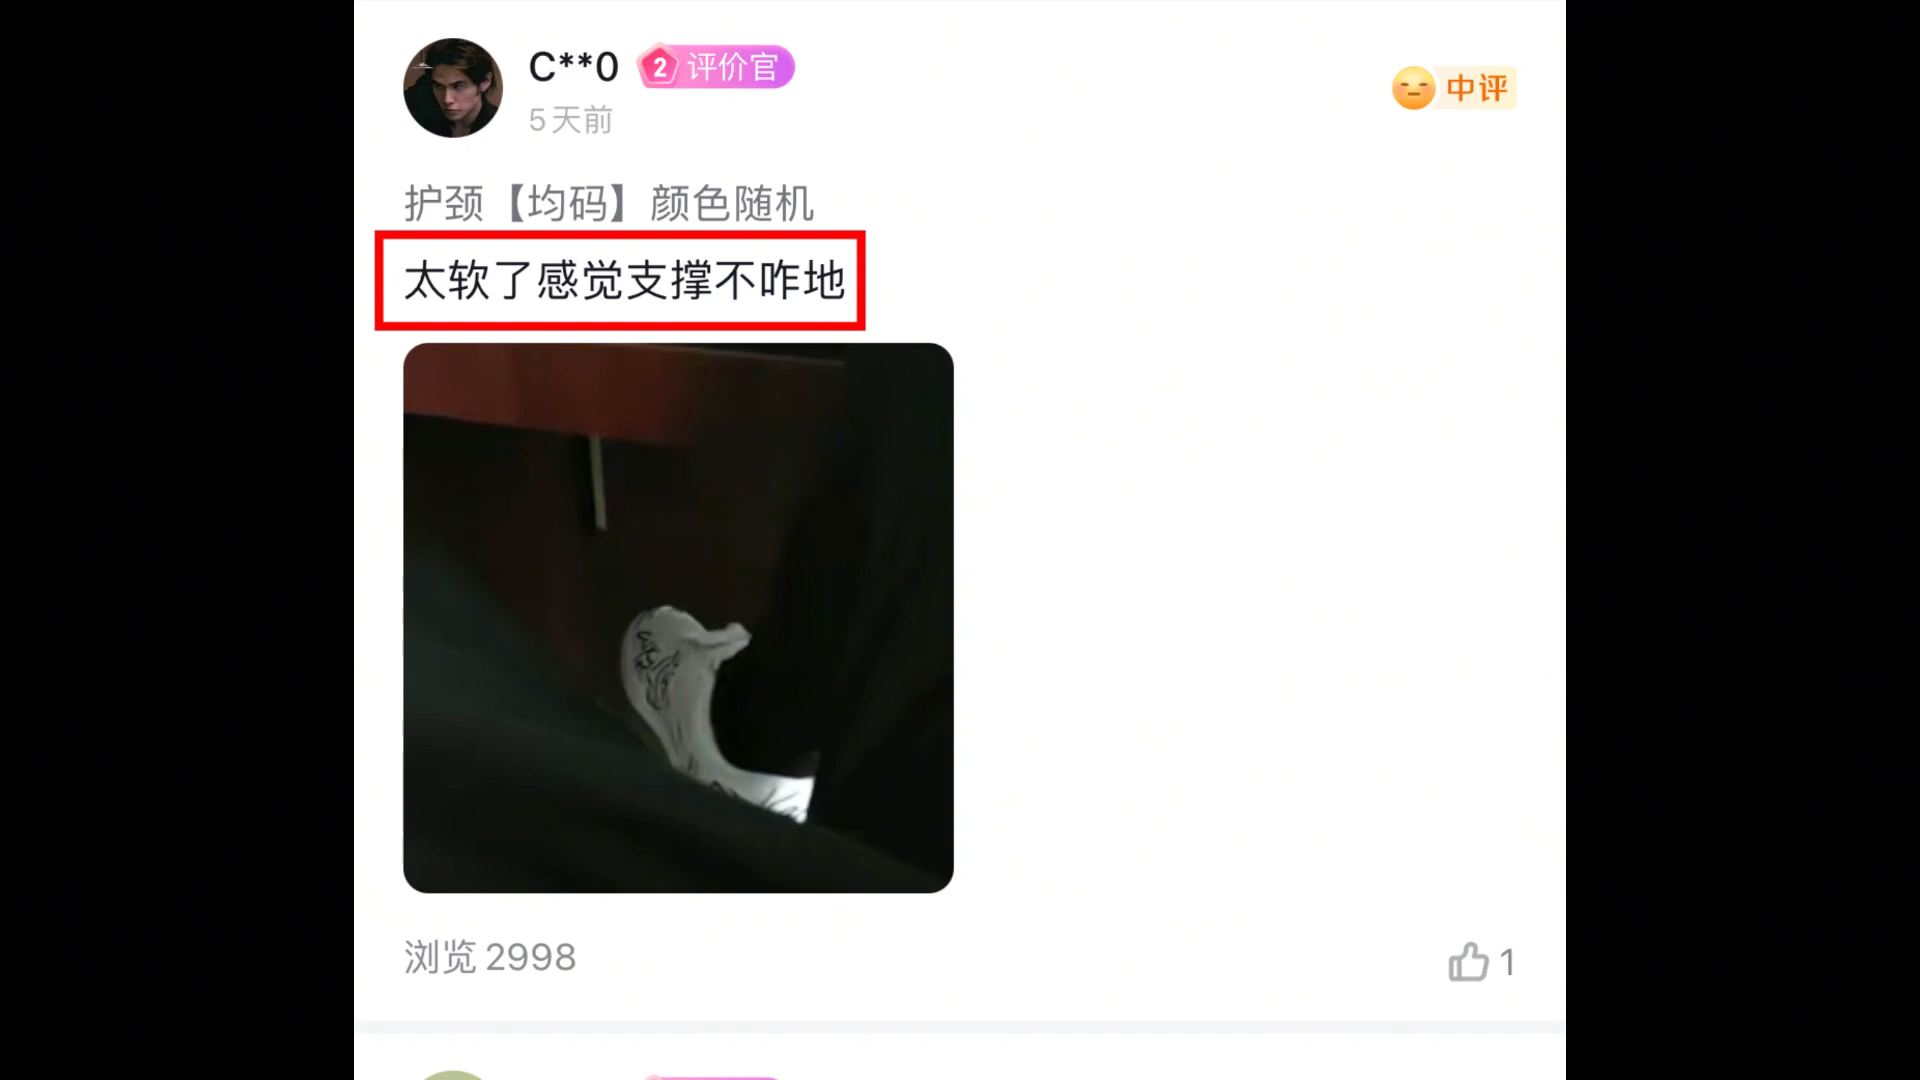 C**0
2 评价官
5天前
中评
护颈【均码】颜色随机
太软了感觉支撑不咋地
浏览 2998
1